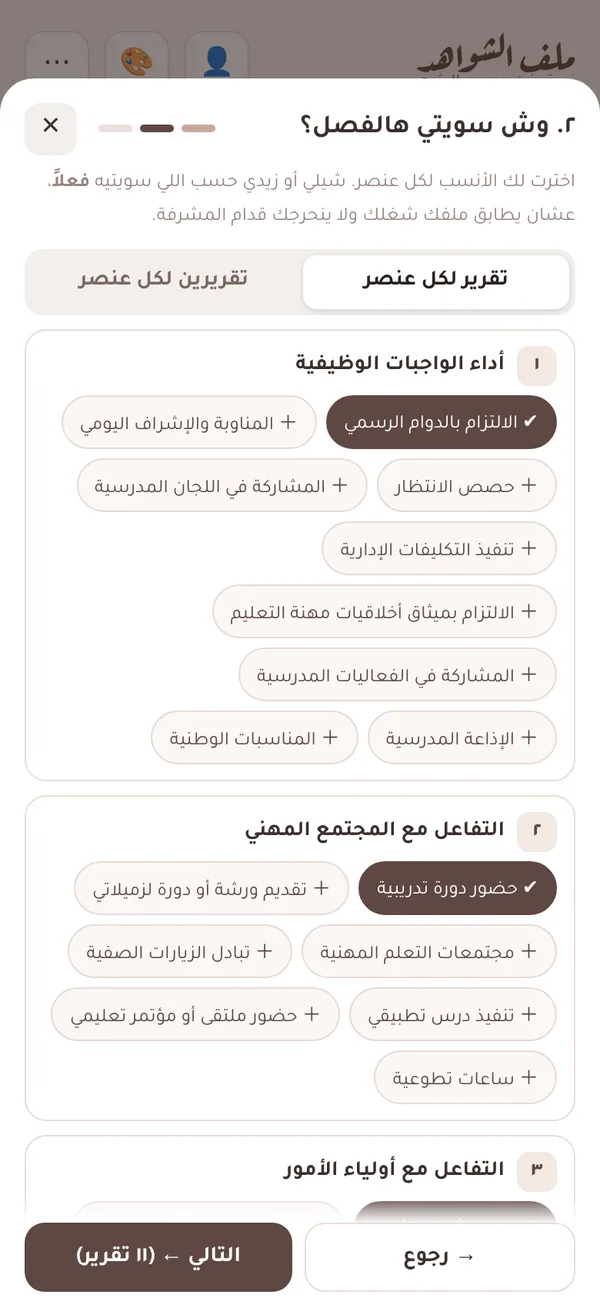 ملف الشواهد
٢. وش سويتي هالفصل؟
✕
اخترت لك الأنسب لكل عنصر. شيلي أو زيدي حسب اللي سويتيه فعلاً،
عشان يطابق ملفك شغلك ولا ينحرجك قدام المشرفة.
تقرير لكل عنصر
تقريرين لكل عنصر
١ أداء الواجبات الوظيفية
✔ الالتزام بالدوام الرسمي
+ المناوبة والإشراف اليومي
+ حصص الانتظار
+ المشاركة في اللجان المدرسية
+ تنفيذ التكليفات الإدارية
+ الالتزام بميثاق أخلاقيات مهنة التعليم
+ المشاركة في الفعاليات المدرسية
+ الإذاعة المدرسية
+ المناسبات الوطنية
٢ التفاعل مع المجتمع المهني
✔ حضور دورة تدريبية
+ تقديم ورشة أو دورة لزميلاتي
+ مجتمعات التعلم المهنية
+ تبادل الزيارات الصفية
+ تنفيذ درس تطبيقي
+ حضور ملتقى أو مؤتمر تعليمي
+ ساعات تطوعية
٣ التفاعل مع أولياء الأمور
→ رجوع
التالي ← (١١ تقرير)